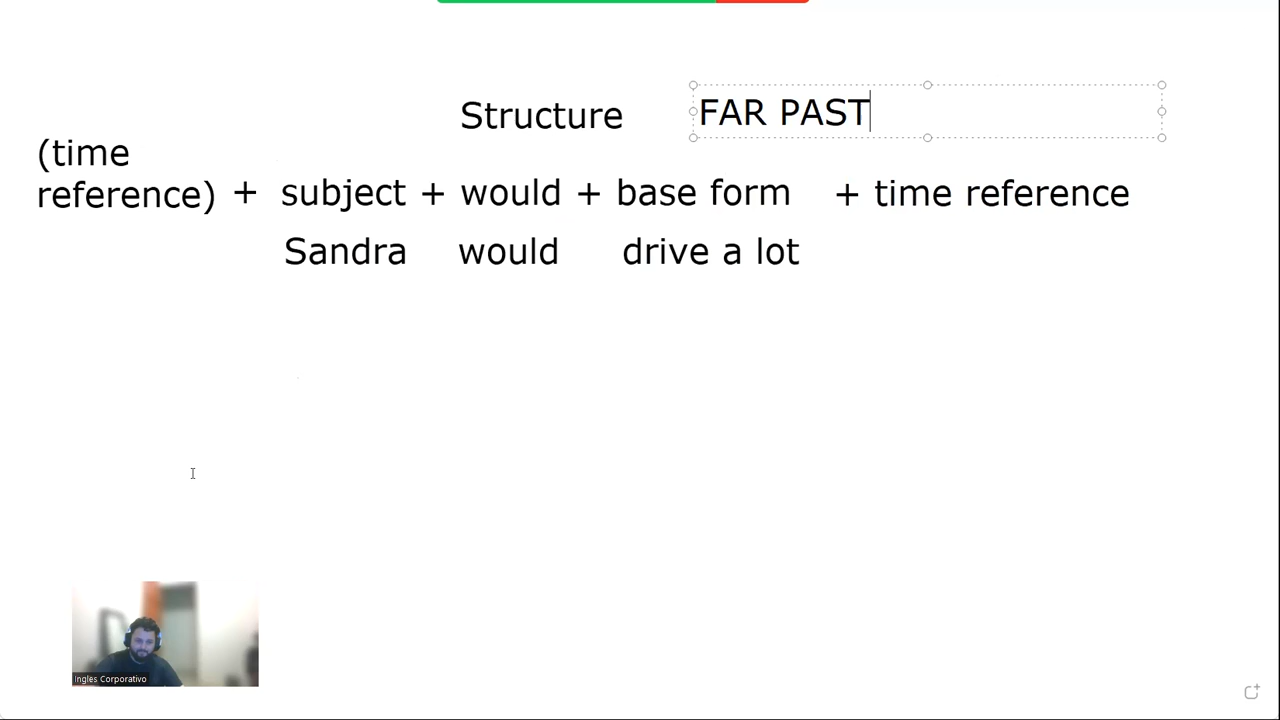 Structure FAR PAST
(time
reference) + subject + would + base form + time reference
Sandra would drive a lot
Ingles Corporativo